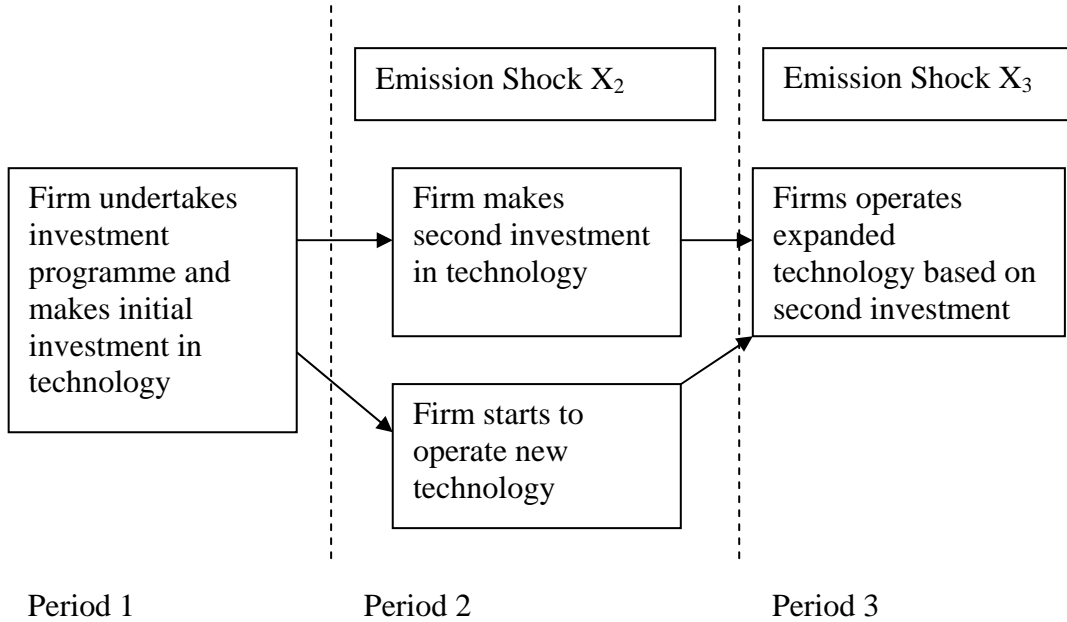 Emission Shock X₂
Emission Shock X₃
Firm undertakes
investment
programme and
makes initial
investment in
technology
Firm makes
second investment
in technology
Firms operates
expanded
technology based on
second investment
Firm starts to
operate new
technology
Period 1
Period 2
Period 3